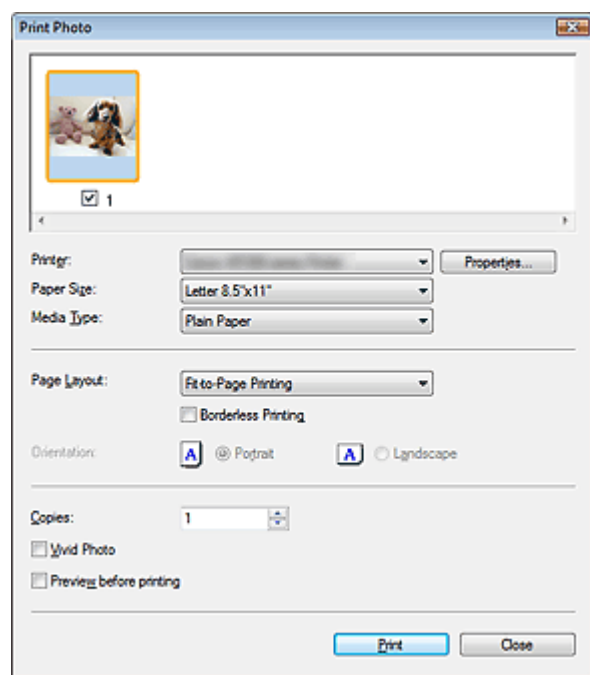 Print Photo
1
Printer:
Properties...
Paper Size: Letter 8.5"x11"
Media Type: Plain Paper
Page Layout: Fit-to-Page Printing
Borderless Printing
Orientation: A Portrait A Landscape
Copies: 1
Vivid Photo
Preview before printing
Print Close